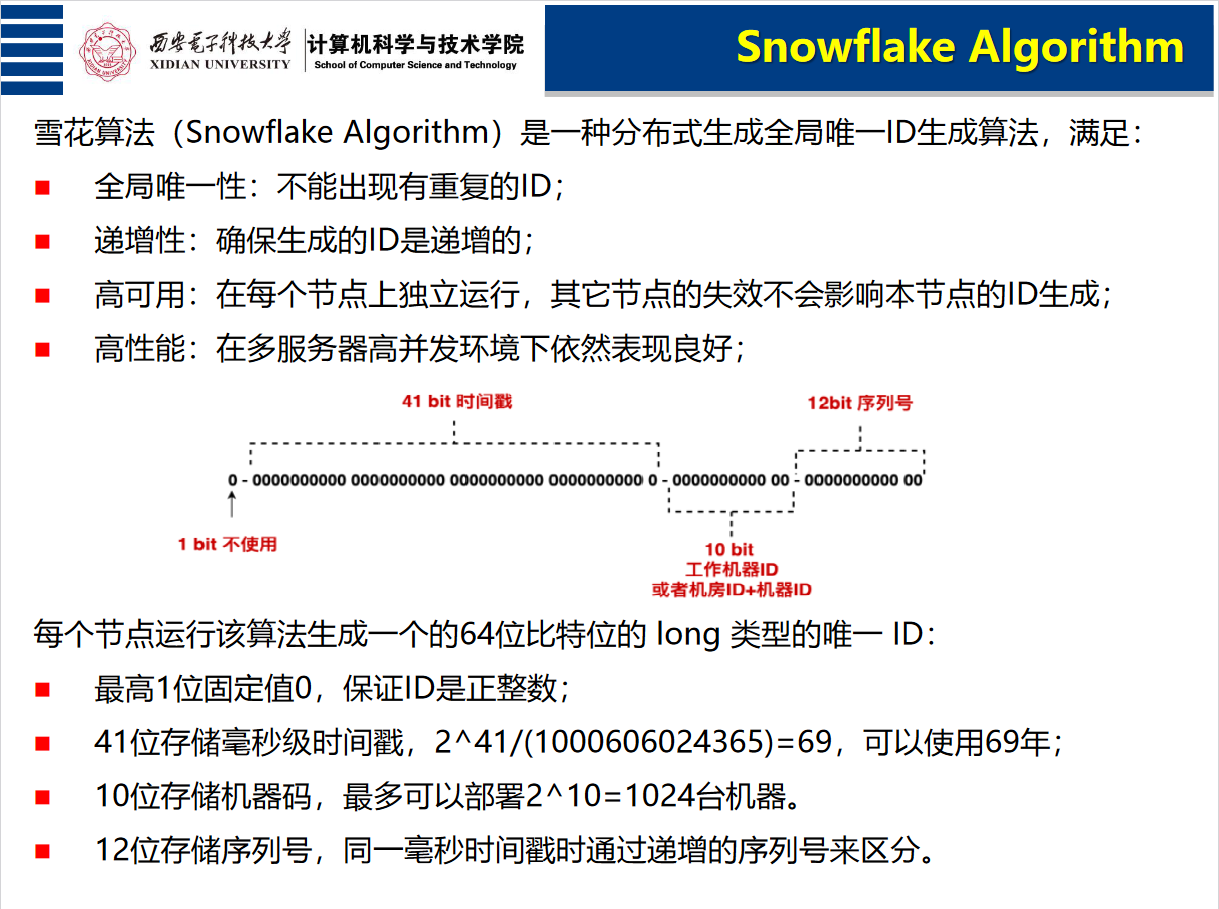 西安电子科技大学
XIDIAN UNIVERSITY
计算机科学与技术学院
School of Computer Science and Technology
Snowflake Algorithm
雪花算法（Snowflake Algorithm）是一种分布式生成全局唯一ID生成算法，满足：
全局唯一性：不能出现有重复的ID；
递增性：确保生成的ID是递增的；
高可用：在每个节点上独立运行，其它节点的失效不会影响本节点的ID生成；
高性能：在多服务器高并发环境下依然表现良好；
41 bit 时间戳
12bit 序列号
0 - 0000000000 0000000000 0000000000 0000000000 0 - 0000000000 00 - 0000000000 00
1 bit 不使用
10 bit
工作机器ID
或者机房ID+机器ID
每个节点运行该算法生成一个的64位比特位的 long 类型的唯一 ID：
最高1位固定值0，保证ID是正整数；
41位存储毫秒级时间戳，2^41/(1000606024365)=69，可以使用69年；
10位存储机器码，最多可以部署2^10=1024台机器。
12位存储序列号，同一毫秒时间戳时通过递增的序列号来区分。